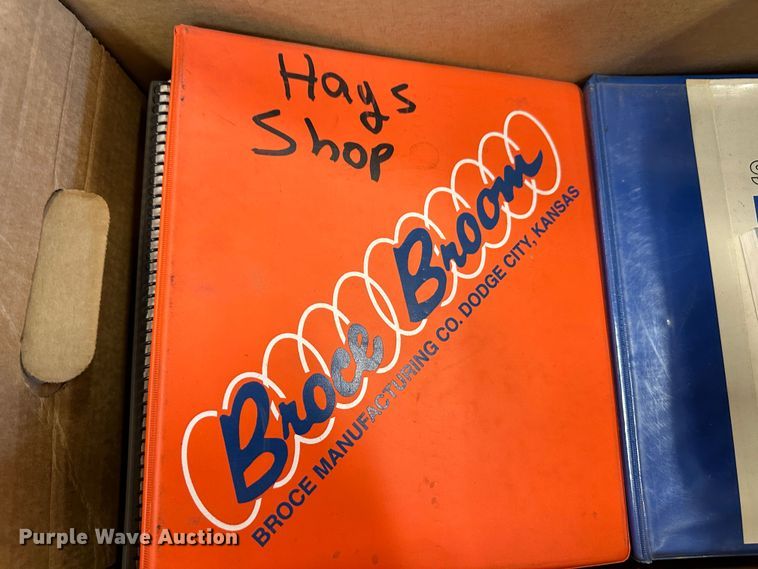 Hays
Shop
Broce Broom
BROCE MANUFACTURING CO. DODGE CITY, KANSAS
Purple Wave Auction